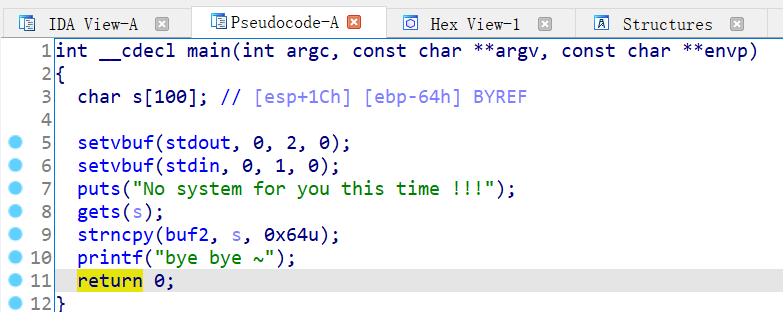 IDA View-A Pseudocode-A Hex View-1 Structures
1 int __cdecl main(int argc, const char **argv, const char **envp)
2 {
3   char s[100]; // [esp+1Ch] [ebp-64h] BYREF
4
5   setvbuf(stdout, 0, 2, 0);
6   setvbuf(stdin, 0, 1, 0);
7   puts("No system for you this time !!!");
8   gets(s);
9   strncpy(buf2, s, 0x64u);
10   printf("bye bye ~");
11   return 0;
12 }